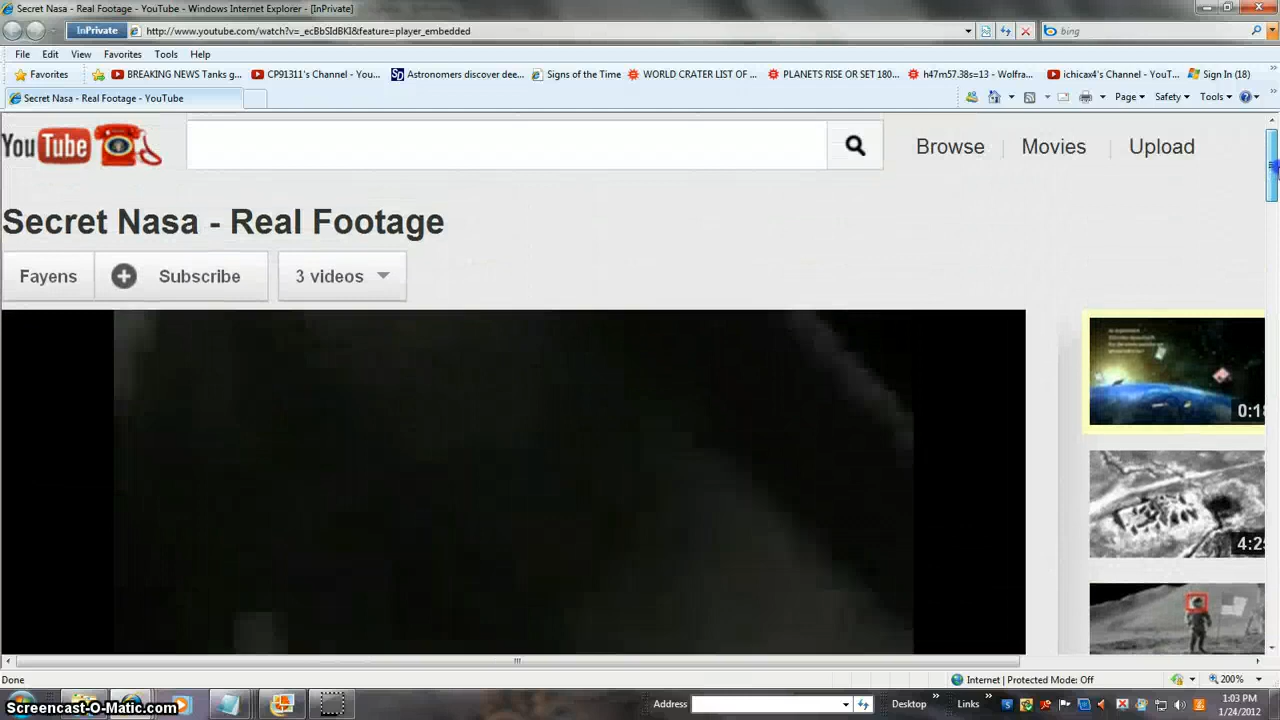 Secret Nasa - Real Footage - YouTube - Windows Internet Explorer - [InPrivate]
InPrivate http://www.youtube.com/watch?v=_ecBbSIdBKI&feature=player_embedded bing
File Edit View Favorites Tools Help
Favorites BREAKING NEWS Tanks g... CP91311's Channel - You... SD Astronomers discover dee... Signs of the Time WORLD CRATER LIST OF ... PLANETS RISE OR SET 180... h47m57.38s=13 - Wolfra... ichicax4's Channel - YouT... Sign In (18)
Secret Nasa - Real Footage - YouTube Page Safety Tools
YouTube Browse Movies Upload
Secret Nasa - Real Footage
Fayens Subscribe 3 videos
0:18
4:25
Done Internet | Protected Mode: Off 200%
Screencast-O-Matic.com Address Desktop » Links » 1:03 PM
1/24/2012